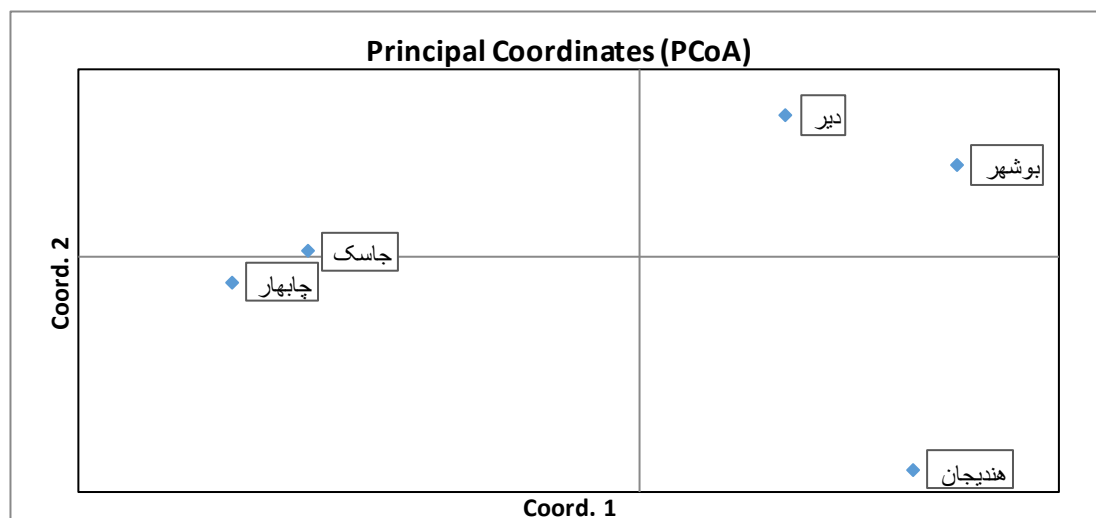 Principal Coordinates (PCoA)
دیر
بوشهر
جاسک
چابهار
هندیجان
Coord. 2
Coord. 1